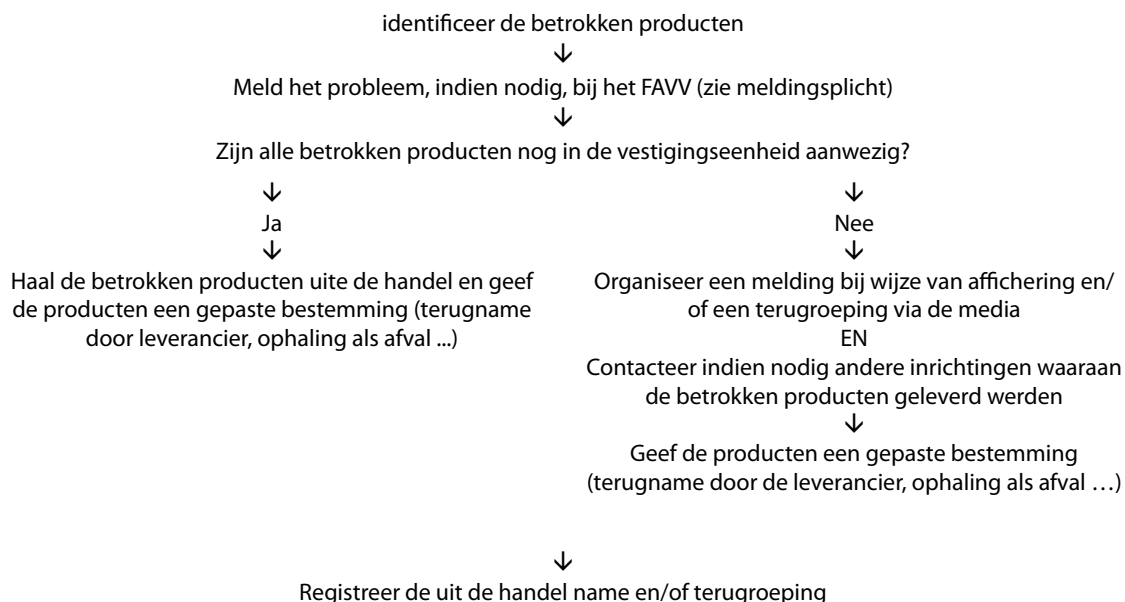 identificeer de betrokken producten
↓
Meld het probleem, indien nodig, bij het FAVV (zie meldingsplicht)
↓
Zijn alle betrokken producten nog in de vestigingseenheid aanwezig?
↓
Ja
↓
Haal de betrokken producten uite de handel en geef
de producten een gepaste bestemming (terugname
door leverancier, ophaling als afval ...)
↓
Nee
↓
Organiseer een melding bij wijze van affichering en/
of een terugroeping via de media
EN
Contacteer indien nodig andere inrichtingen waaraan
de betrokken producten geleverd werden
↓
Geef de producten een gepaste bestemming
(terugname door de leverancier, ophaling als afval …)
↓
Registreer de uit de handel name en/of terugroeping